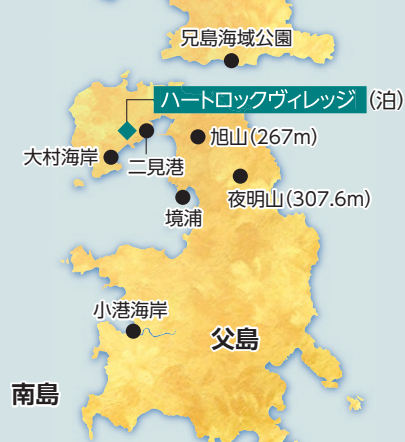 兄島海域公園
ハートロックヴィレッジ(泊)
旭山(267m)
大村海岸
二見港
夜明山(307.6m)
境浦
小港海岸
父島
南島